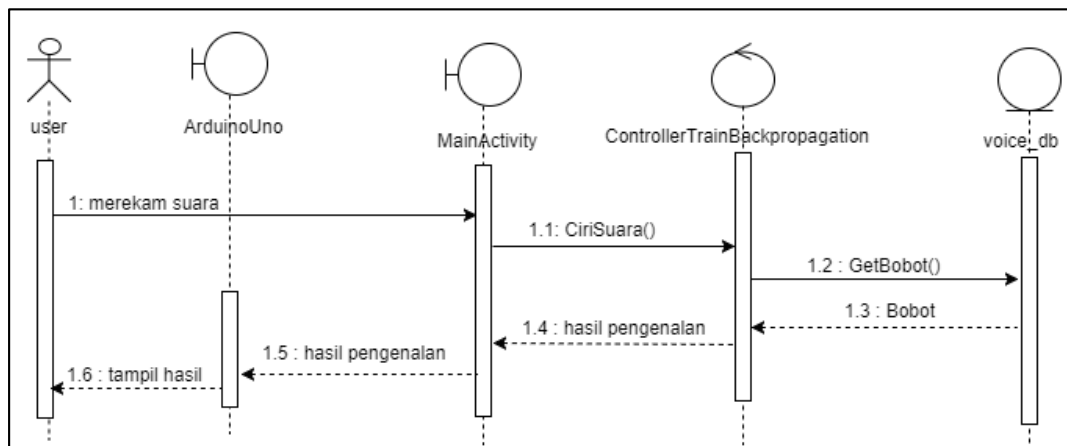 user
ArduinoUno
MainActivity
ControllerTrainBackpropagation
voice_db
1: merekam suara
1.1: CiriSuara()
1.2 : GetBobot()
1.3 : Bobot
1.4 : hasil pengenalan
1.5 : hasil pengenalan
1.6 : tampil hasil